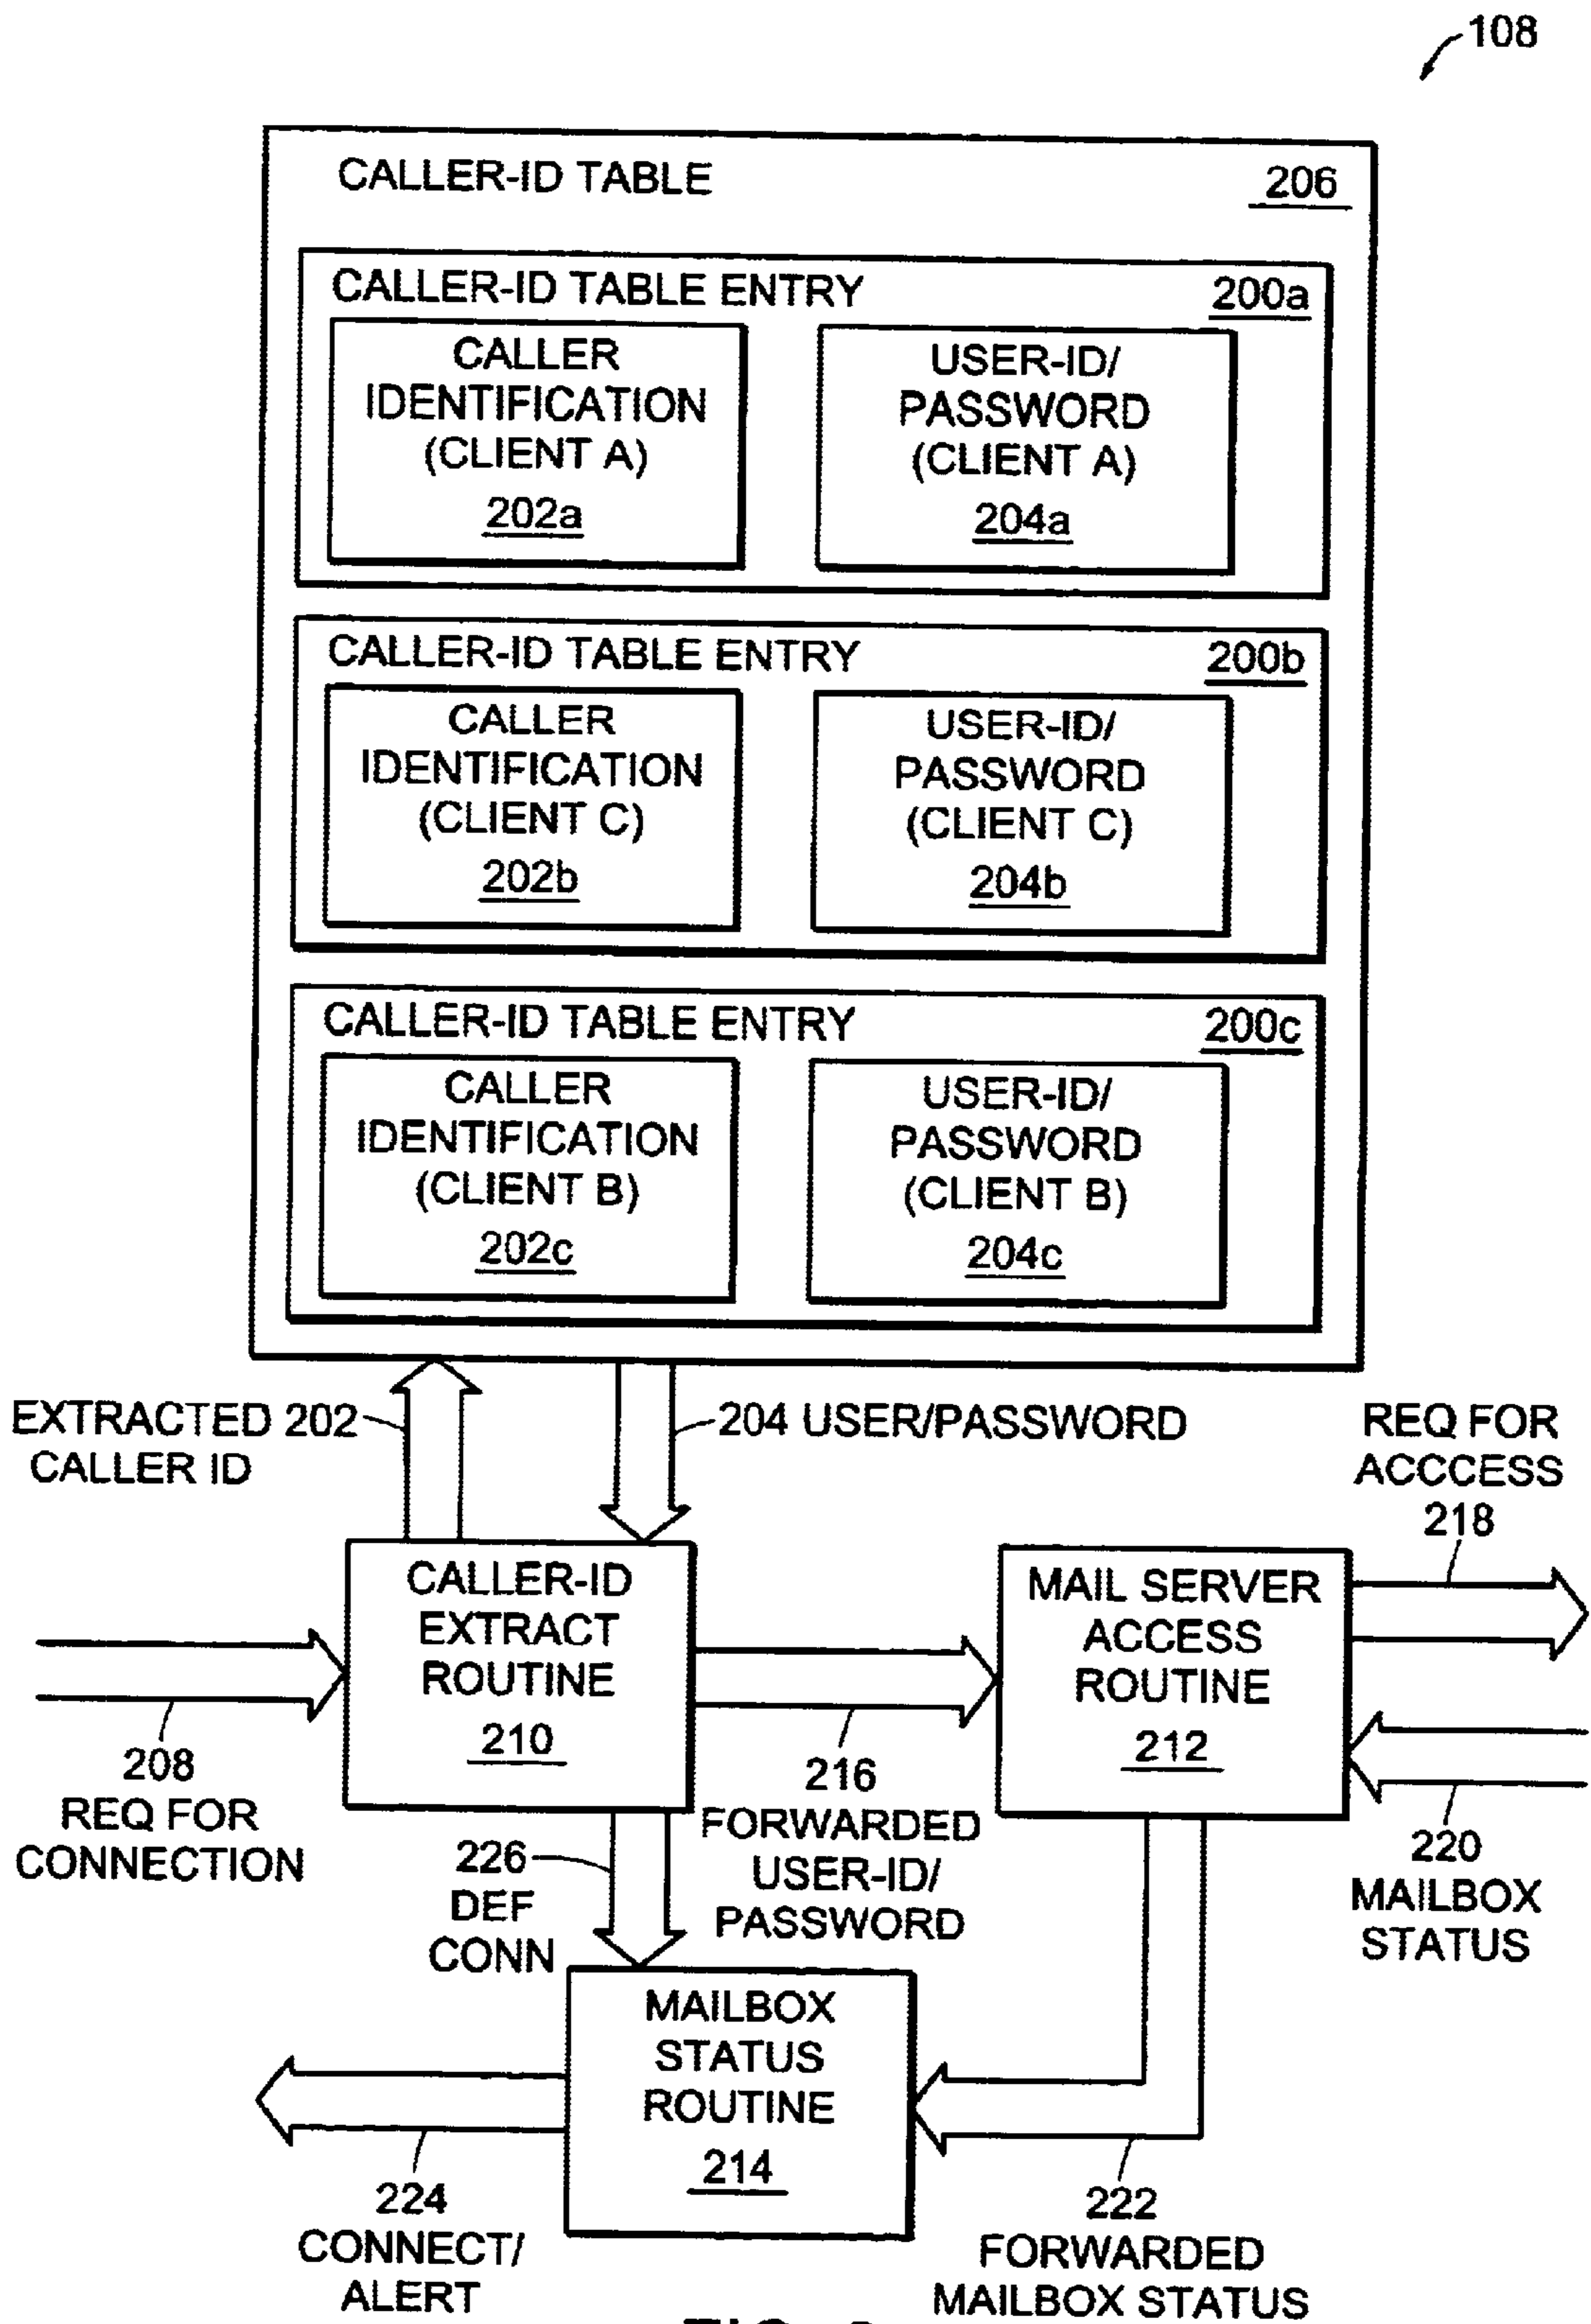 108
CALLER-ID TABLE
206
CALLER-ID TABLE ENTRY
200a
CALLER
IDENTIFICATION
(CLIENT A)
202a
USER-ID/
PASSWORD
(CLIENT A)
204a
CALLER-ID TABLE ENTRY
200b
CALLER
IDENTIFICATION
(CLIENT C)
202b
USER-ID/
PASSWORD
(CLIENT C)
204b
CALLER-ID TABLE ENTRY
200c
CALLER
IDENTIFICATION
(CLIENT B)
202c
USER-ID/
PASSWORD
(CLIENT B)
204c
EXTRACTED 202
CALLER ID
204 USER/PASSWORD
REQ FOR
ACCCESS
218
CALLER-ID
EXTRACT
ROUTINE
210
MAIL SERVER
ACCESS
ROUTINE
212
208
REQ FOR
CONNECTION
216
FORWARDED
USER-ID/
PASSWORD
220
MAILBOX
STATUS
226
DEF
CONN
MAILBOX
STATUS
ROUTINE
214
224
CONNECT/
ALERT
222
FORWARDED
MAILBOX STATUS